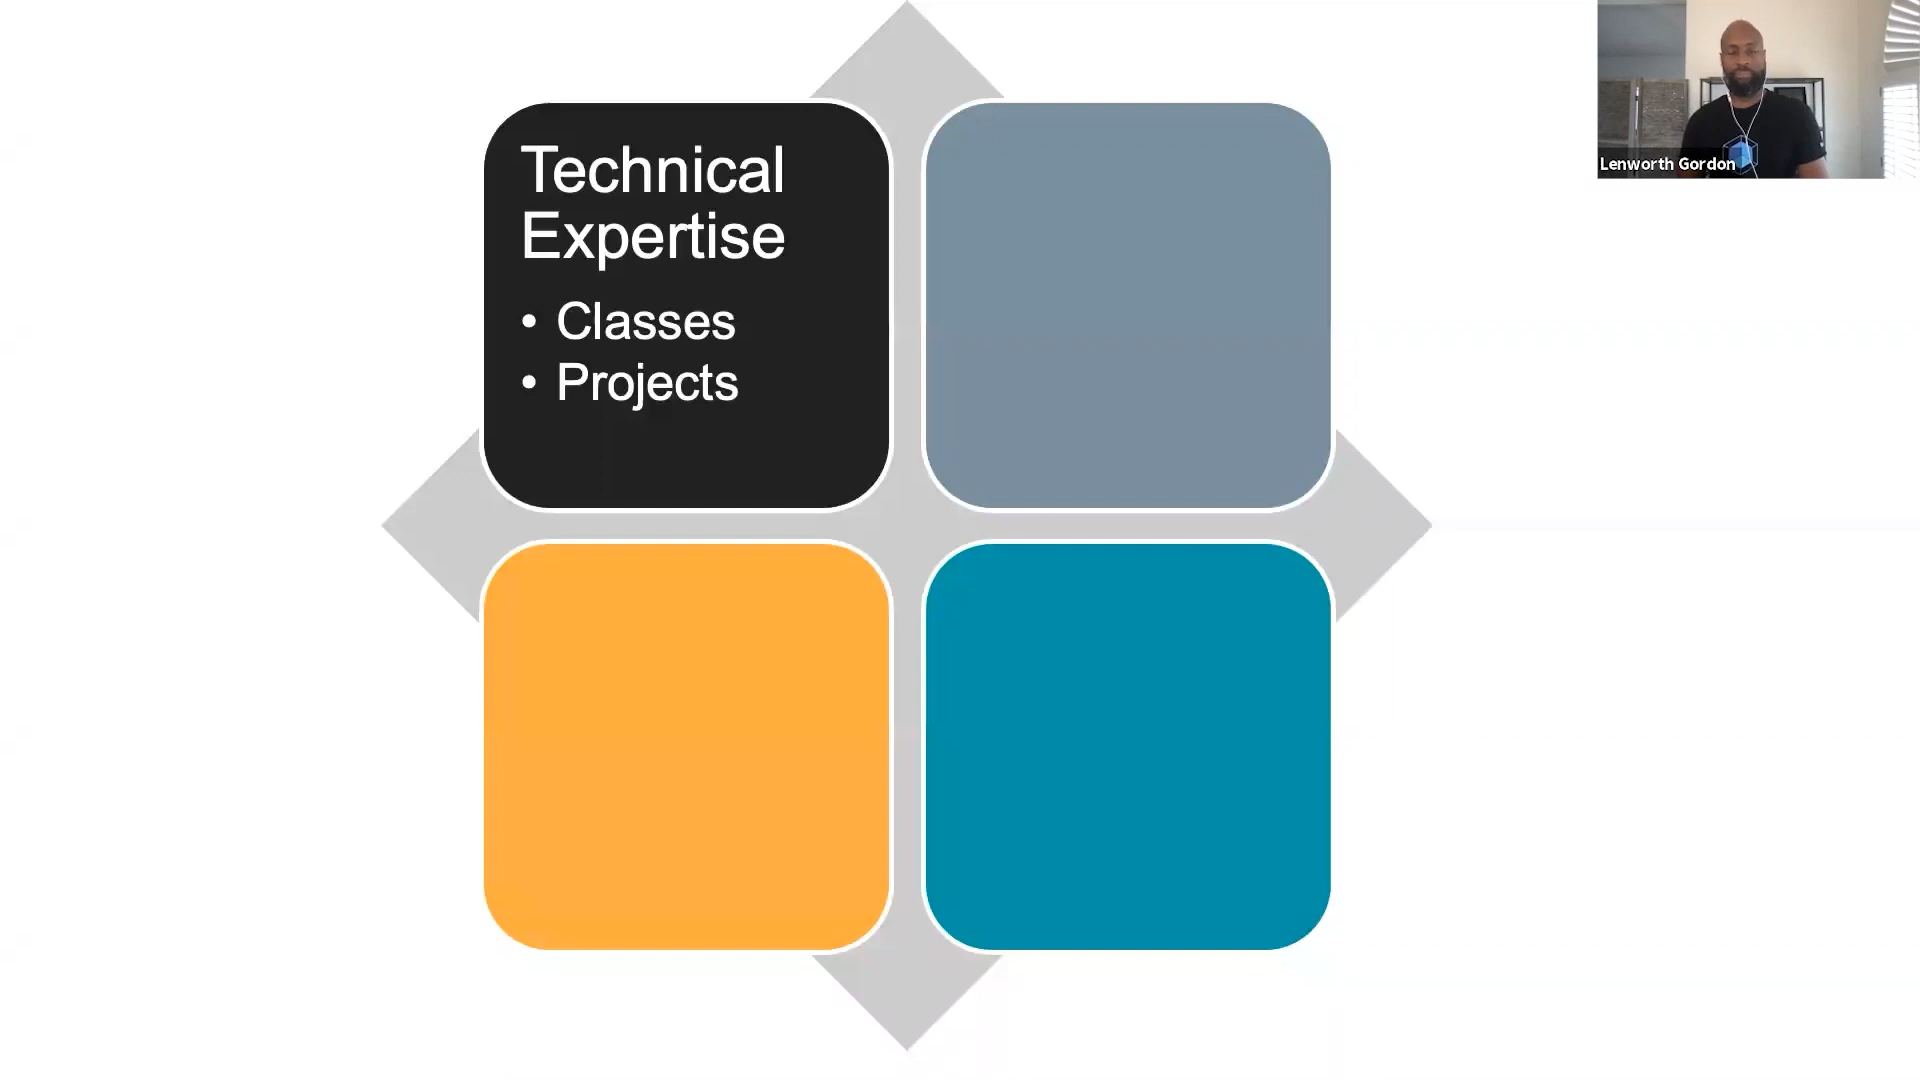 Technical
Expertise
• Classes
• Projects
Lenworth Gordon